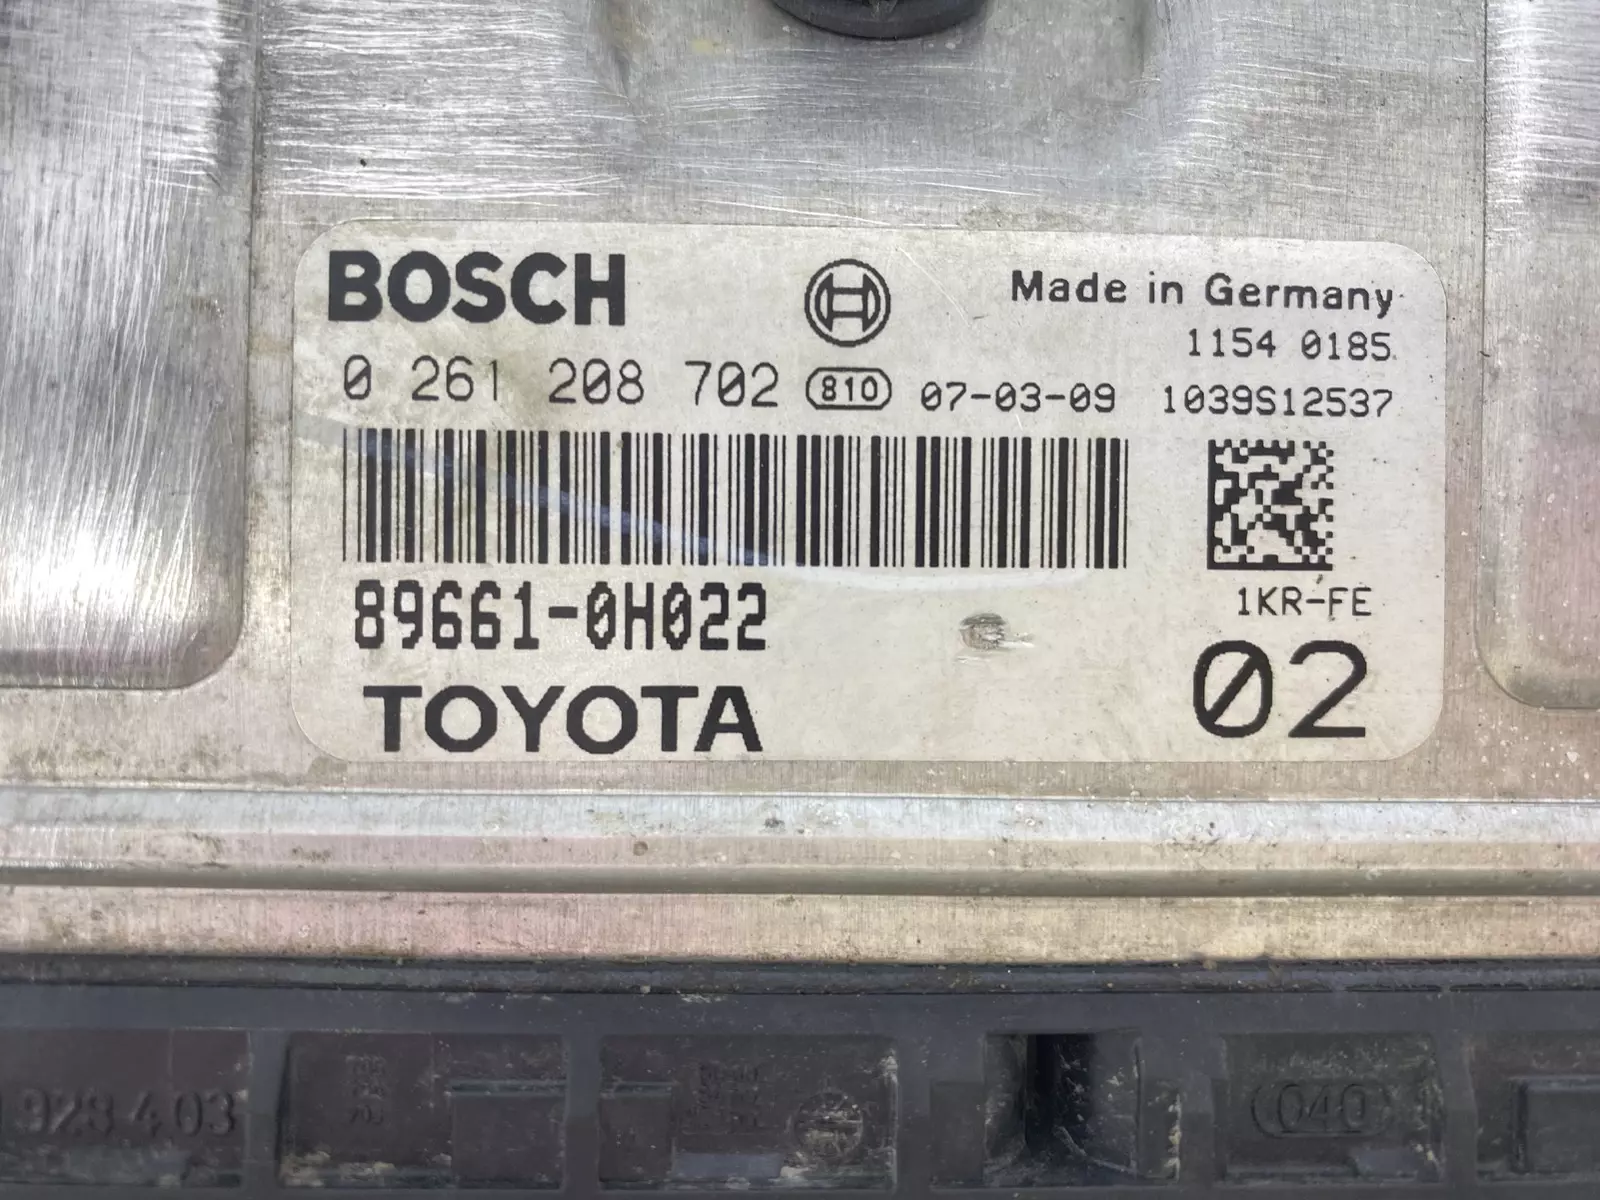 BOSCH
Made in Germany
1154 0185
0 261 208 702 810 07-03-09 1039S12537
89661-0H022
1KR-FE
TOYOTA
02
928 403
040